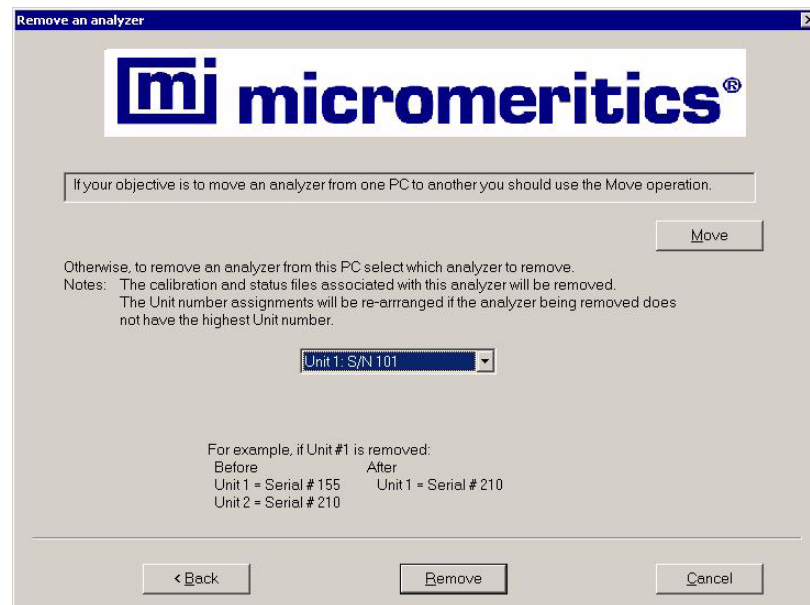 Remove an analyzer
mi micromeritics®
If your objective is to move an analyzer from one PC to another you should use the Move operation.
Move
Otherwise, to remove an analyzer from this PC select which analyzer to remove.
Notes: The calibration and status files associated with this analyzer will be removed.
The Unit number assignments will be re-arrranged if the analyzer being removed does
not have the highest Unit number.
Unit 1: S/N 101
For example, if Unit #1 is removed:
Before After
Unit 1 = Serial # 155 Unit 1 = Serial # 210
Unit 2 = Serial # 210
< Back Remove Cancel